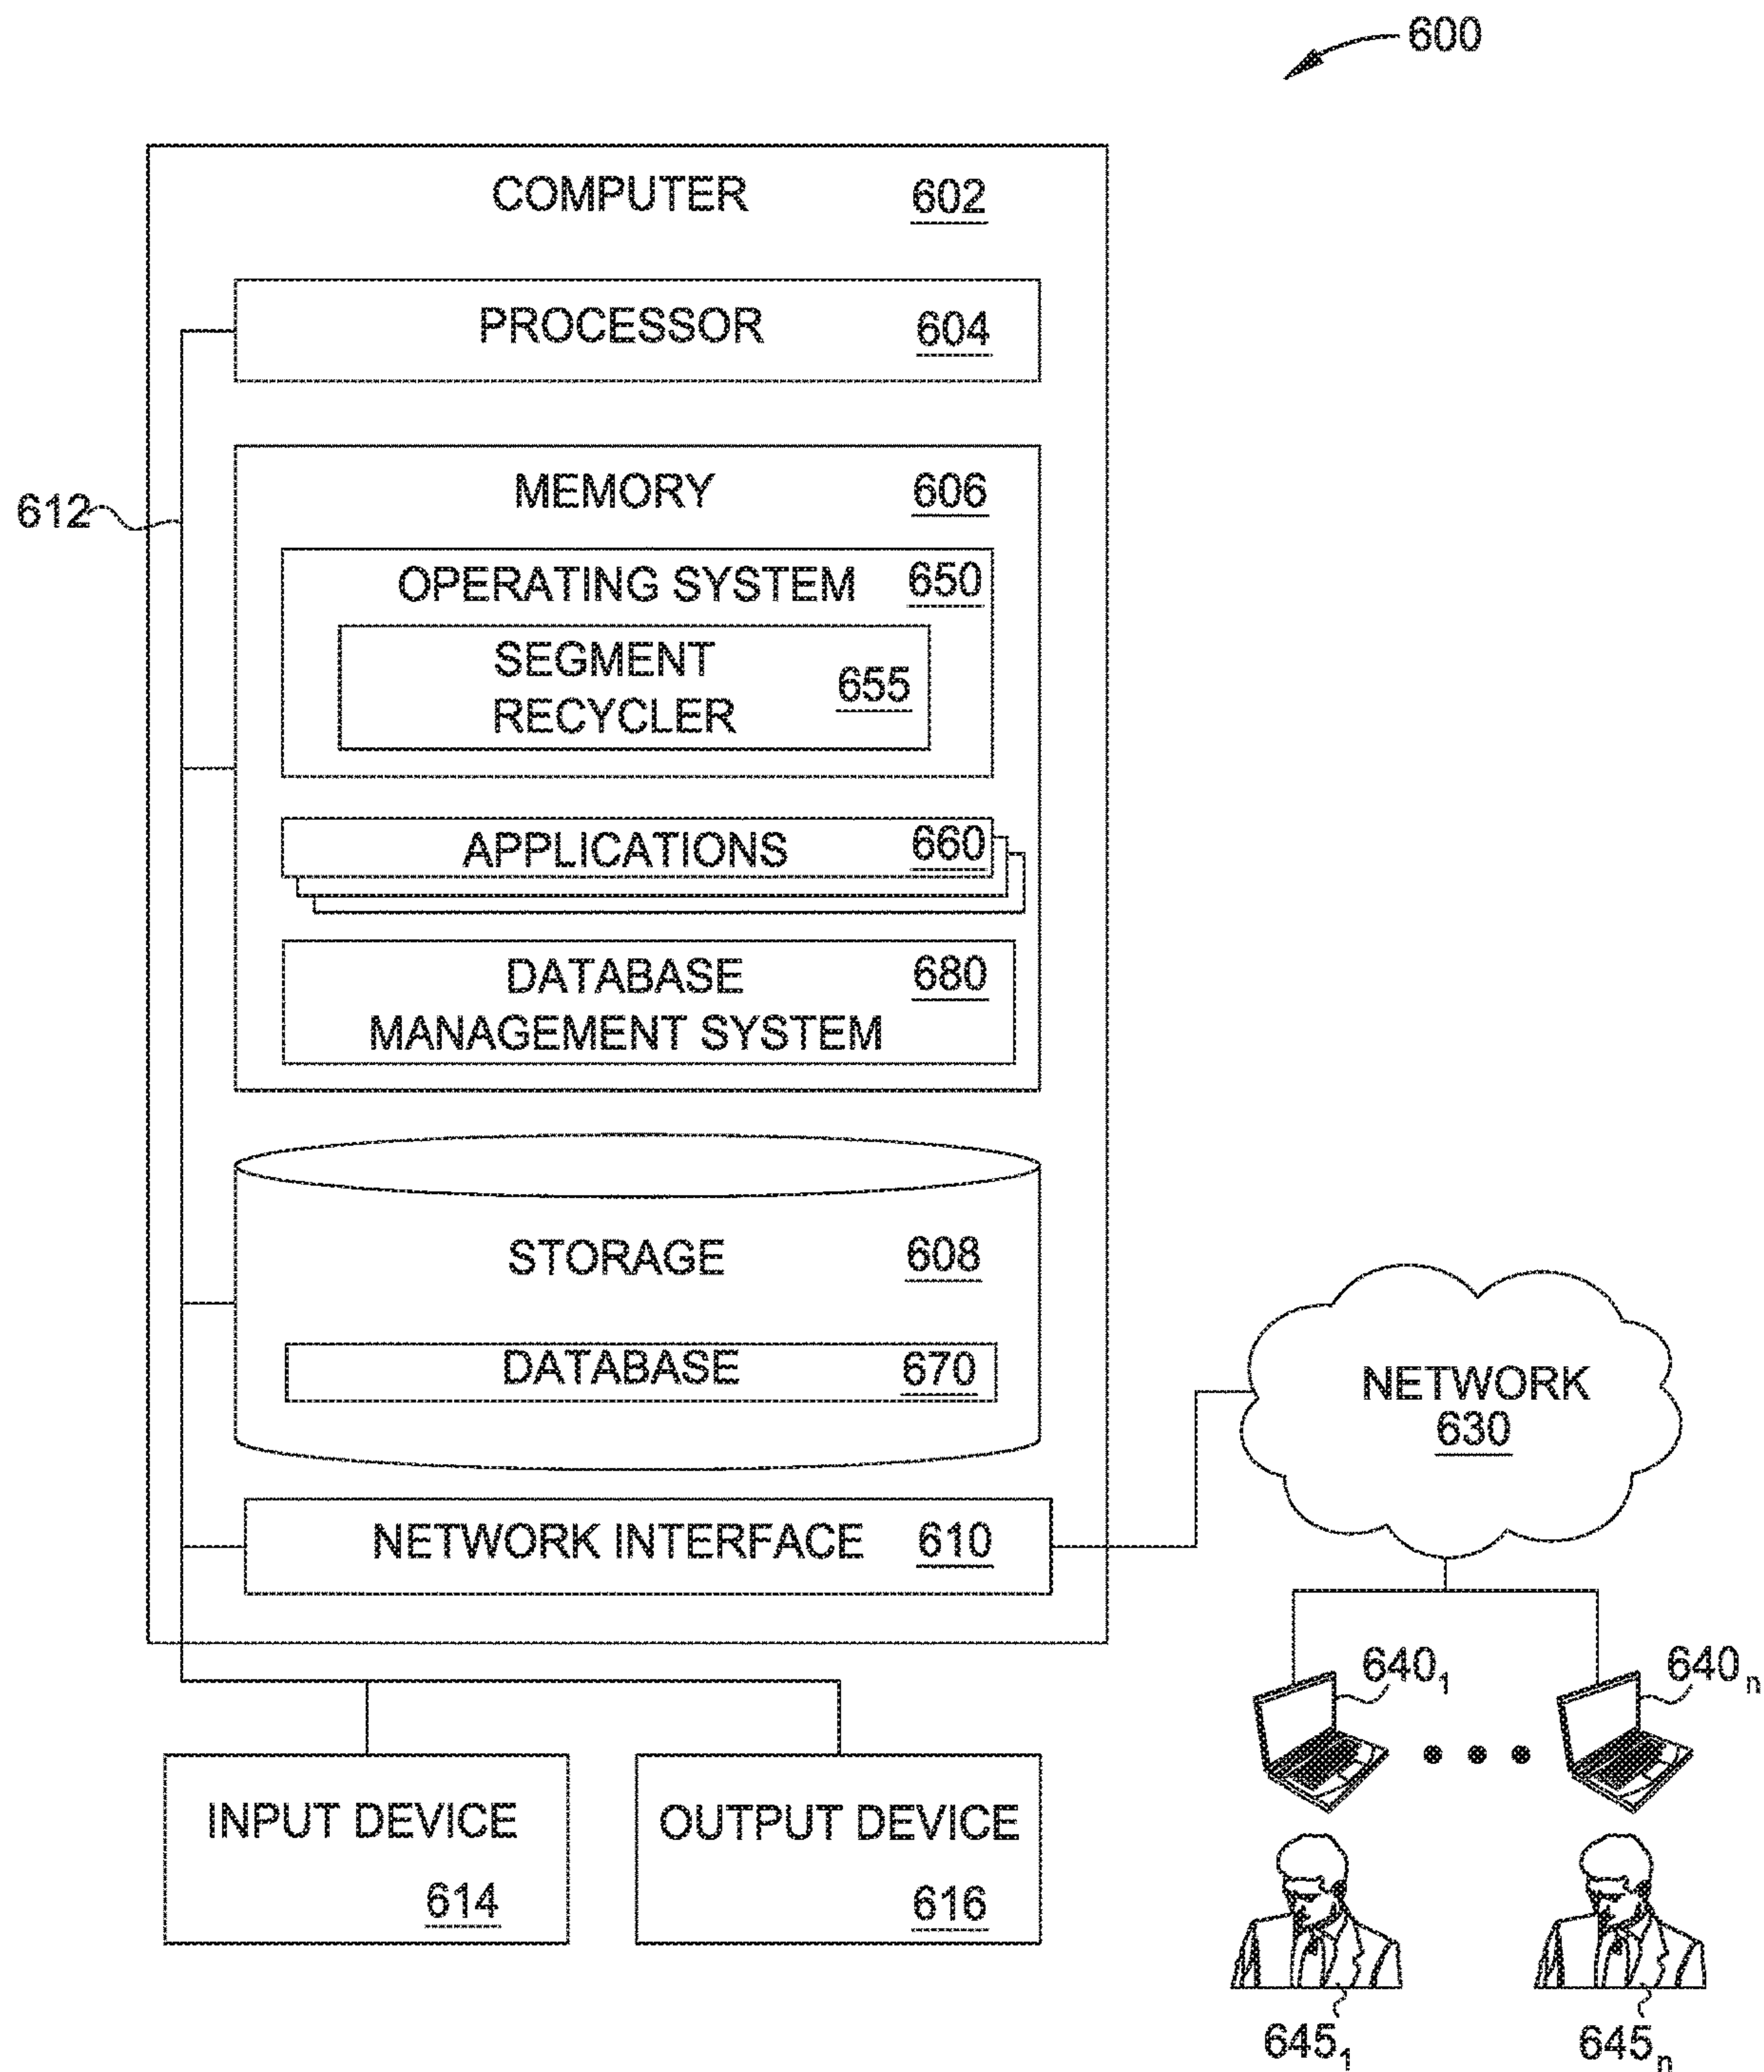 600
COMPUTER 602
PROCESSOR 604
612
MEMORY 606
OPERATING SYSTEM 650
SEGMENT
RECYCLER 655
APPLICATIONS 660
DATABASE 680
MANAGEMENT SYSTEM
STORAGE 608
DATABASE 670
NETWORK
630
NETWORK INTERFACE 610
640₁
640ₙ
INPUT DEVICE
614
OUTPUT DEVICE
616
645₁
645ₙ